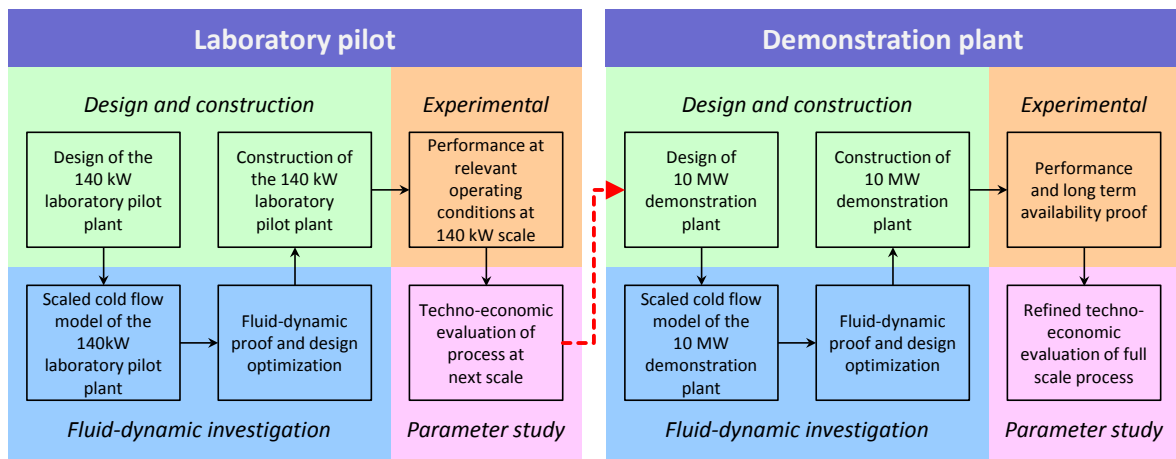 Laboratory pilot
Design and construction
Experimental
Design of the
140 kW
laboratory pilot
plant
Construction of
the 140 kW
laboratory
pilot plant
Performance at
relevant
operating
conditions at
140 kW scale
Scaled cold flow
model of the
140kW
laboratory pilot
plant
Fluid-dynamic
proof and design
optimization
Techno-economic
evaluation of
process at
next scale
Fluid-dynamic investigation
Parameter study
Demonstration plant
Design and construction
Experimental
Design of
10 MW
demonstration
plant
Construction of
10 MW
demonstration
plant
Performance
and long term
availability proof
Scaled cold flow
model of the
10 MW
demonstration
plant
Fluid-dynamic
proof and design
optimization
Refined techno-
economic
evaluation of full
scale process
Fluid-dynamic investigation
Parameter study